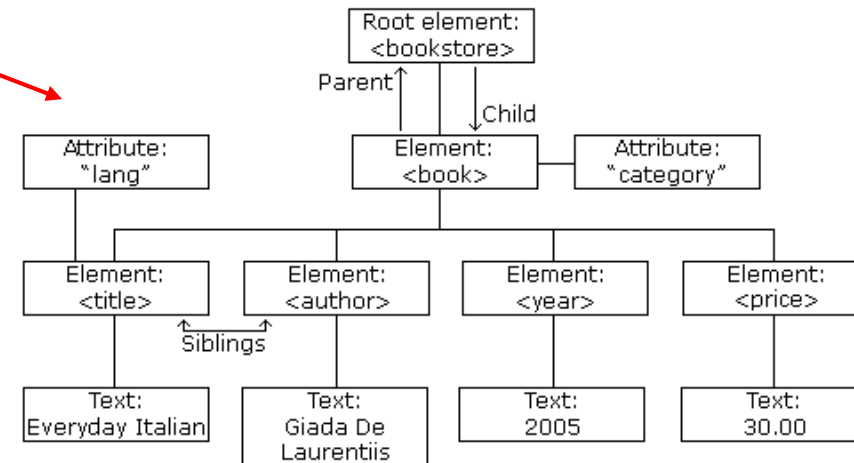 Root element:
<bookstore>
Parent
Child
Attribute:
"lang"
Element:
<book>
Attribute:
"category"
Element:
<title>
Element:
<author>
Element:
<year>
Element:
<price>
Siblings
Text:
Everyday Italian
Text:
Giada De
Laurentiis
Text:
2005
Text:
30.00